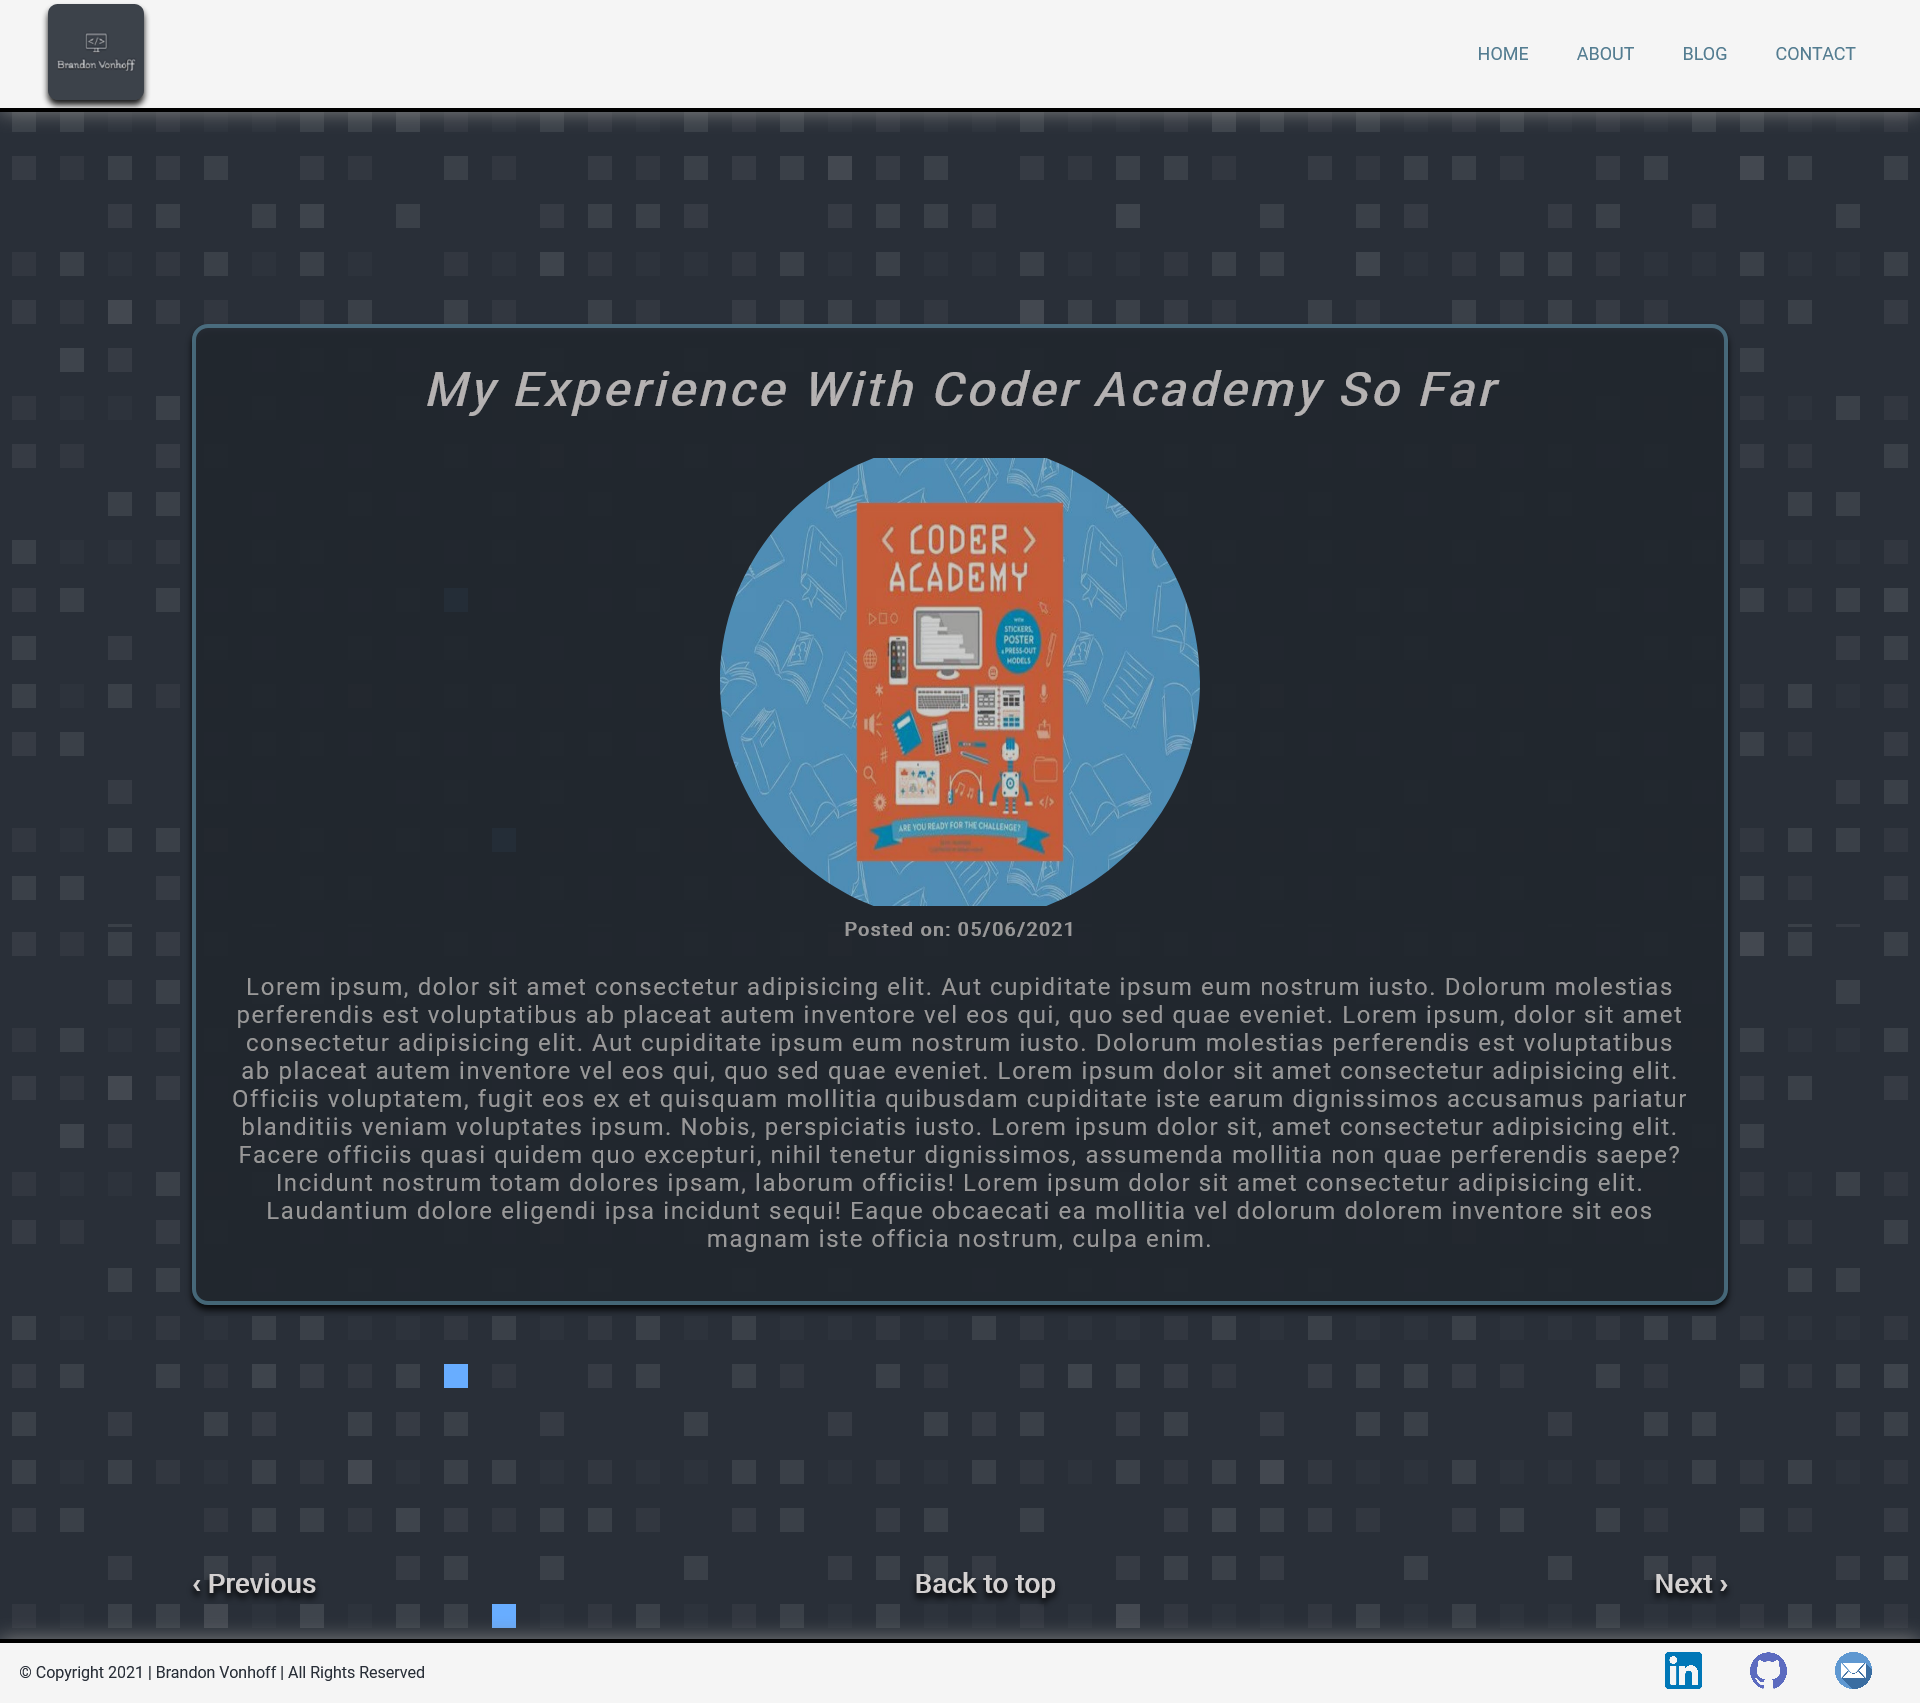 </>
Brandon Vonhoff
HOME ABOUT BLOG CONTACT
My Experience With Coder Academy So Far
< CODER >
ACADEMY
WITH
STICKERS,
POSTER
& PRESS-OUT
MODELS
</>
ARE YOU READY FOR THE CHALLENGE?
Posted on: 05/06/2021
Lorem ipsum, dolor sit amet consectetur adipisicing elit. Aut cupiditate ipsum eum nostrum iusto. Dolorum molestias
perferendis est voluptatibus ab placeat autem inventore vel eos qui, quo sed quae eveniet. Lorem ipsum, dolor sit amet
consectetur adipisicing elit. Aut cupiditate ipsum eum nostrum iusto. Dolorum molestias perferendis est voluptatibus
ab placeat autem inventore vel eos qui, quo sed quae eveniet. Lorem ipsum dolor sit amet consectetur adipisicing elit.
Officiis voluptatem, fugit eos ex et quisquam mollitia quibusdam cupiditate iste earum dignissimos accusamus pariatur
blanditiis veniam voluptates ipsum. Nobis, perspiciatis iusto. Lorem ipsum dolor sit, amet consectetur adipisicing elit.
Facere officiis quasi quidem quo excepturi, nihil tenetur dignissimos, assumenda mollitia non quae perferendis saepe?
Incidunt nostrum totam dolores ipsam, laborum officiis! Lorem ipsum dolor sit amet consectetur adipisicing elit.
Laudantium dolore eligendi ipsa incidunt sequi! Eaque obcaecati ea mollitia vel dolorum dolorem inventore sit eos
magnam iste officia nostrum, culpa enim.
‹ Previous Back to top Next ›
© Copyright 2021 | Brandon Vonhoff | All Rights Reserved
in